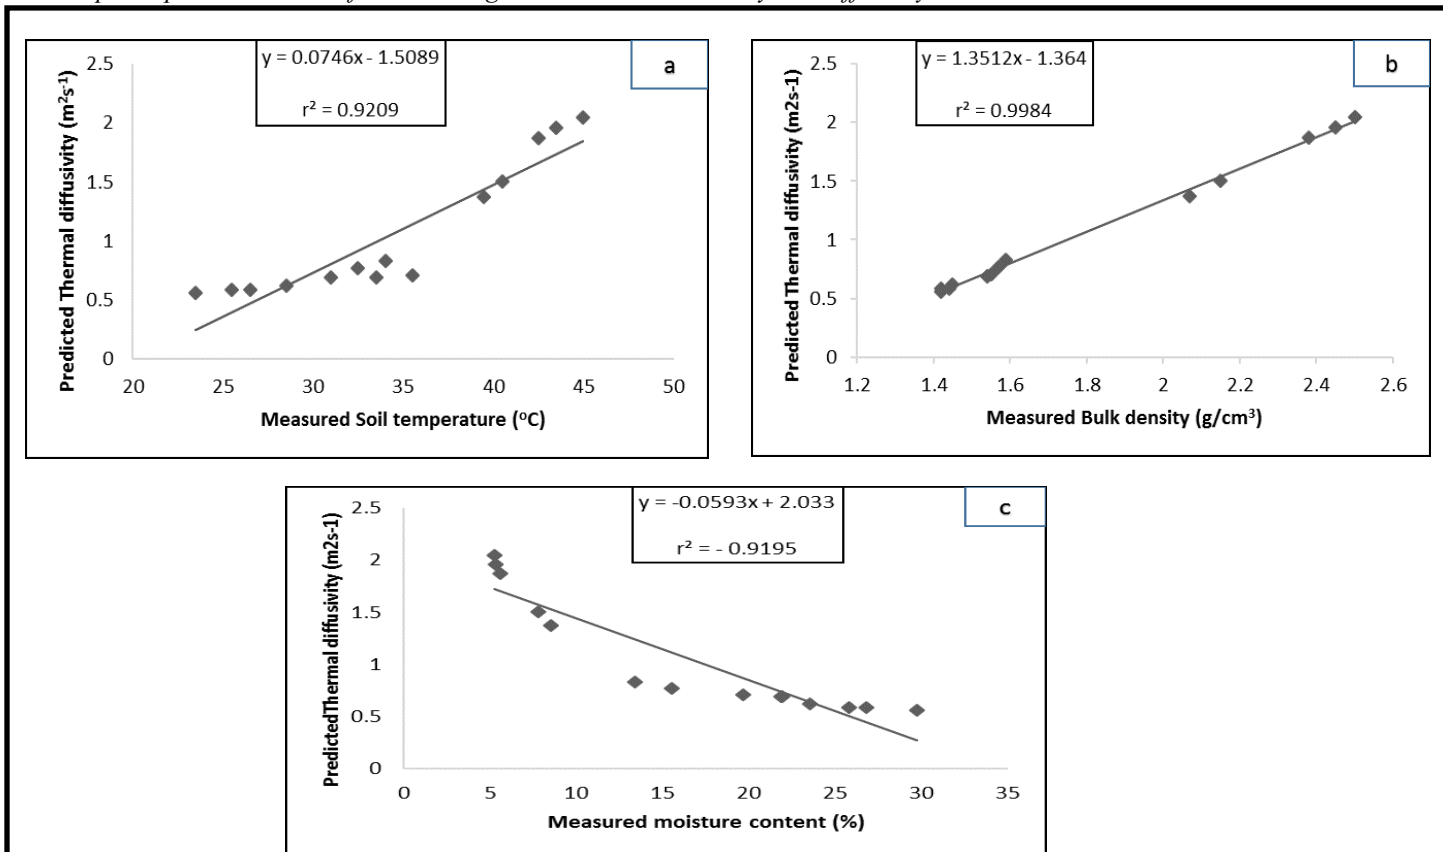 y = 0.0746x - 1.5089
r² = 0.9209
a
Predicted Thermal diffusivity (m²s⁻¹)
2.5
2
1.5
1
0.5
0
20 25 30 35 40 45 50
Measured Soil temperature (⁰C)
y = 1.3512x - 1.364
r² = 0.9984
b
Predicted Thermal diffusivity (m2s-1)
2.5
2
1.5
1
0.5
0
1.2 1.4 1.6 1.8 2 2.2 2.4 2.6
Measured Bulk density (g/cm³)
y = -0.0593x + 2.033
r² = - 0.9195
c
PredictedThermal diffusivity (m2s-1)
2.5
2
1.5
1
0.5
0
0 5 10 15 20 25 30 35
Measured moisture content (%)